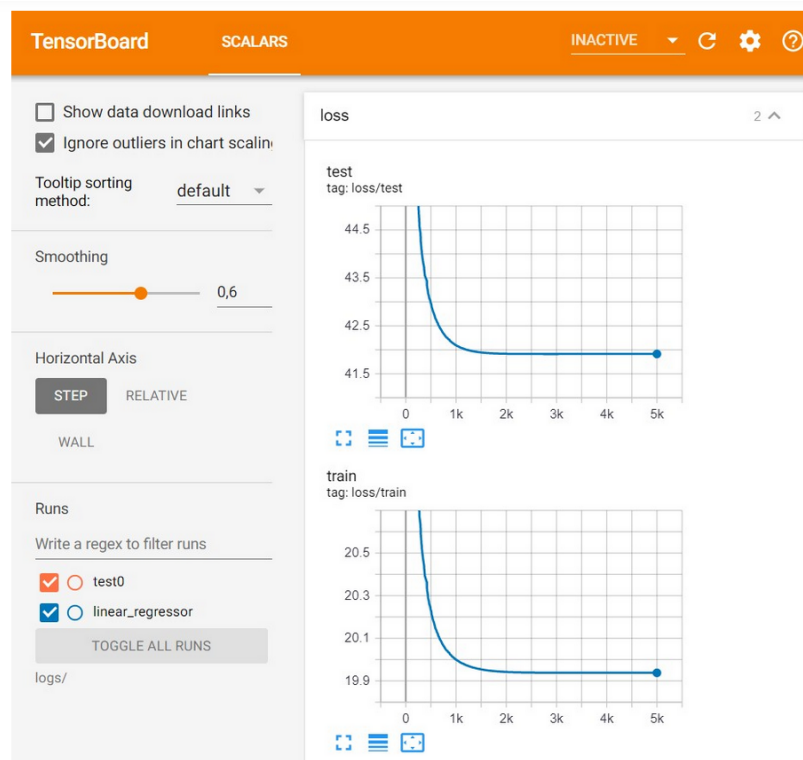 TensorBoard
SCALARS
INACTIVE
Show data download links
Ignore outliers in chart scalin
Tooltip sorting
method:
default
Smoothing
0,6
Horizontal Axis
STEP
RELATIVE
WALL
Runs
Write a regex to filter runs
test0
linear_regressor
TOGGLE ALL RUNS
logs/
loss
2
test
tag: loss/test
44.5
43.5
42.5
41.5
0 1k 2k 3k 4k 5k
train
tag: loss/train
20.5
20.3
20.1
19.9
0 1k 2k 3k 4k 5k